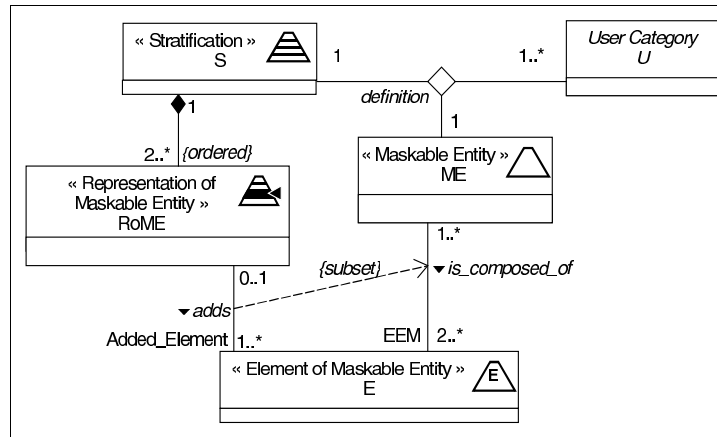 « Stratification »
S
1
1..*
User Category
U
definition
1
1
2..* {ordered}
« Maskable Entity »
ME
« Representation of
Maskable Entity »
RoME
1..*
0..1
{subset}
is_composed_of
adds
Added_Element
1..*
EEM
2..*
« Element of Maskable Entity »
E
E